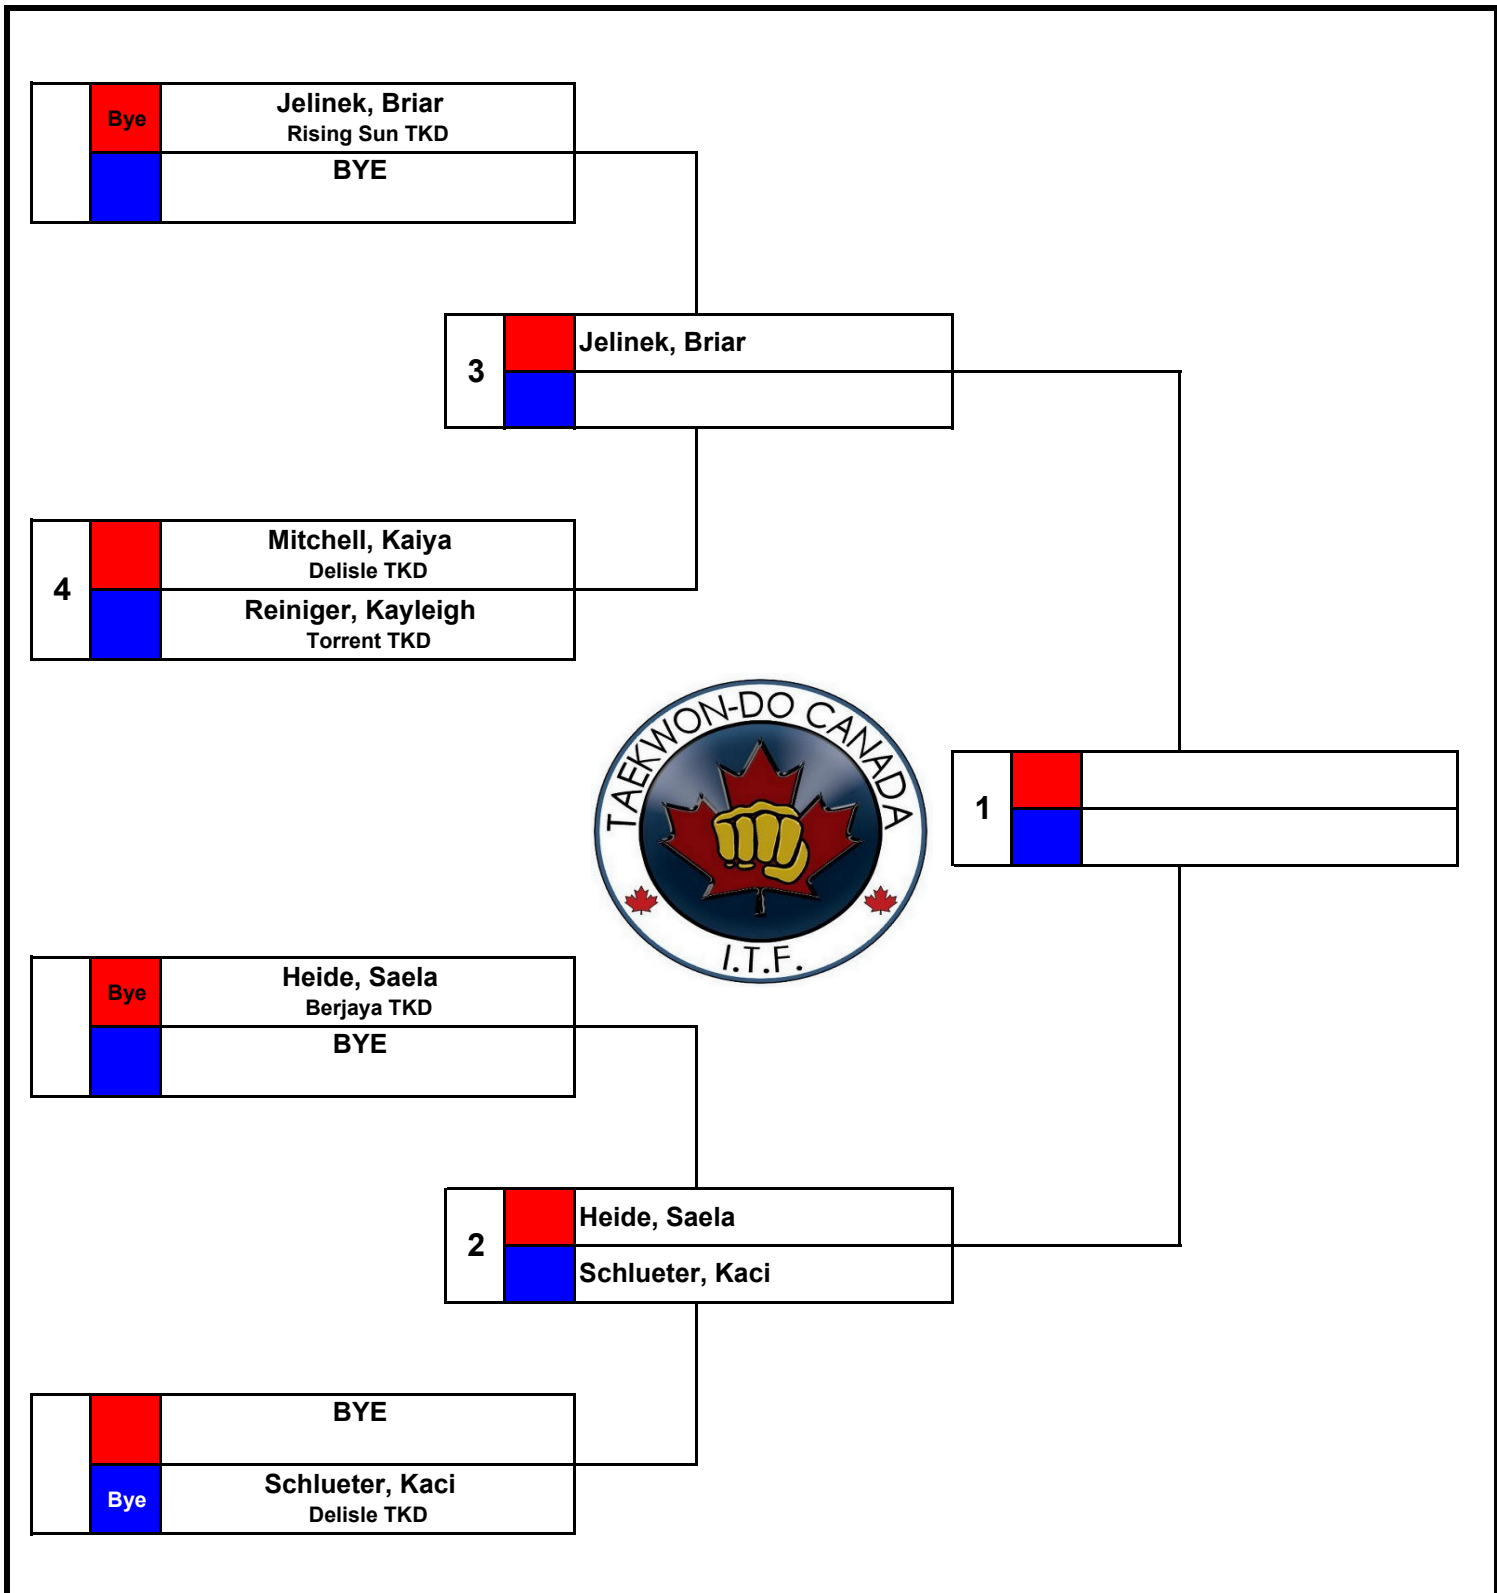 Bye
Jelinek, Briar
Rising Sun TKD
BYE
3
Jelinek, Briar
4
Mitchell, Kaiya
Delisle TKD
Reiniger, Kayleigh
Torrent TKD
TAEKWON-DO CANADA
I.T.F.
1
Bye
Heide, Saela
Berjaya TKD
BYE
2
Heide, Saela
Schlueter, Kaci
BYE
Bye
Schlueter, Kaci
Delisle TKD